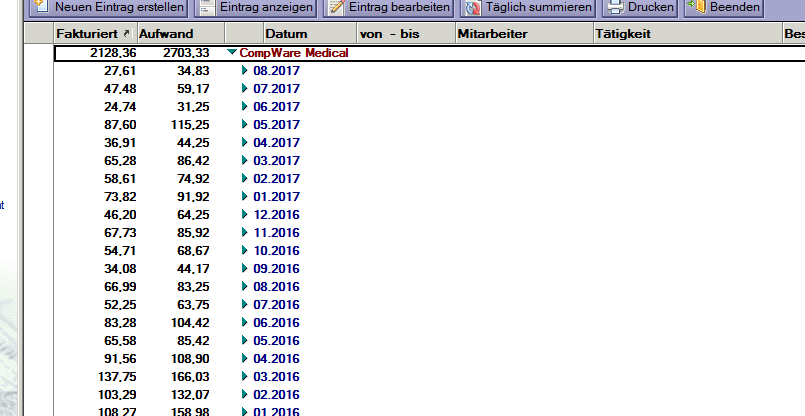 Neuen Eintrag erstellen Eintrag anzeigen Eintrag bearbeiten Täglich summieren Drucken Beenden
Fakturiert Aufwand Datum von - bis Mitarbeiter Tätigkeit Bes
2128,36 2703,33 CompWare Medical
27,61 34,83 08.2017
47,48 59,17 07.2017
24,74 31,25 06.2017
87,60 115,25 05.2017
36,91 44,25 04.2017
65,28 86,42 03.2017
58,61 74,92 02.2017
73,82 91,92 01.2017
46,20 64,25 12.2016
67,73 85,92 11.2016
54,71 68,67 10.2016
34,08 44,17 09.2016
66,99 83,25 08.2016
52,25 63,75 07.2016
83,28 104,42 06.2016
65,58 85,42 05.2016
91,56 108,90 04.2016
137,75 166,03 03.2016
103,29 132,07 02.2016
108,27 158,98 01.2016